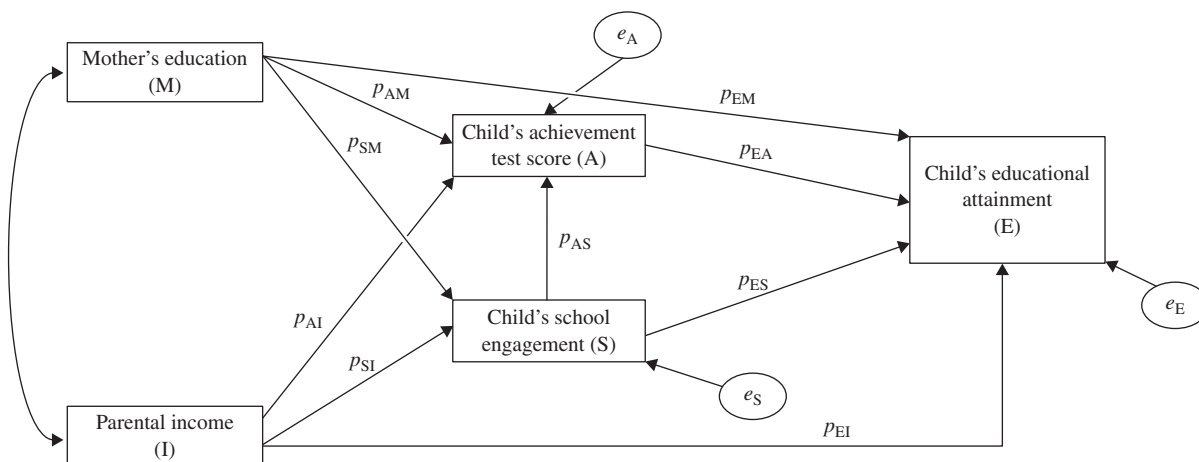 Mother’s education
(M)
e_A
p_AM
p_EM
p_SM
Child’s achievement
test score (A)
p_EA
Child’s educational
attainment
(E)
p_AS
p_ES
p_AI
Child’s school
engagement (S)
e_E
p_SI
e_S
Parental income
(I)
p_EI